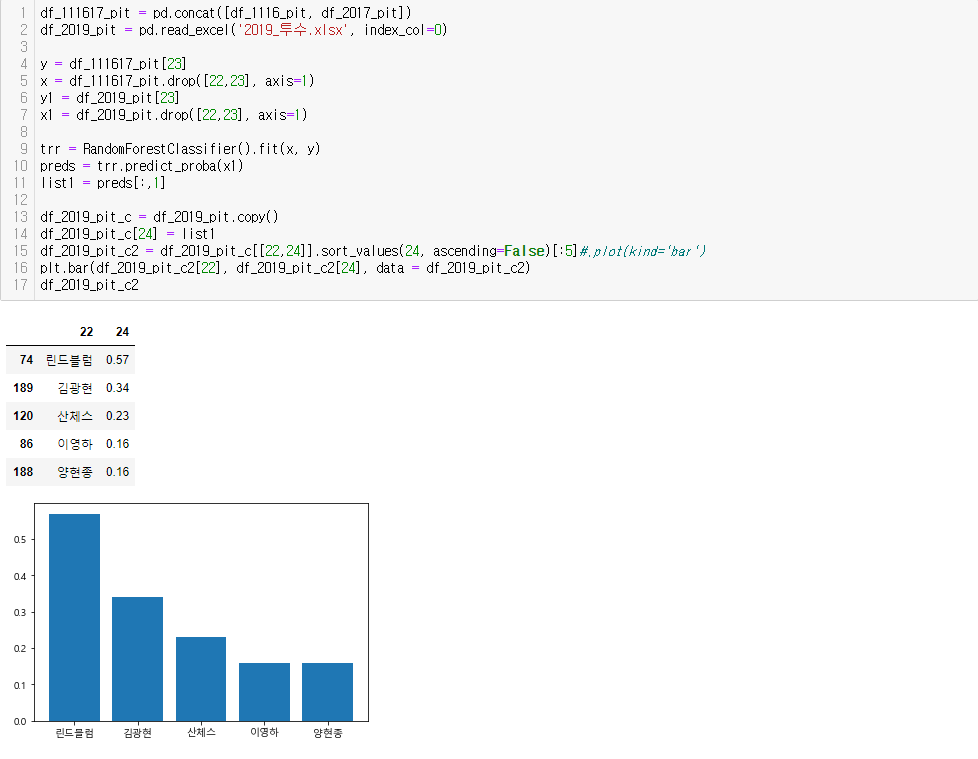 1 df_111617_pit = pd.concat([df_1116_pit, df_2017_pit])
2 df_2019_pit = pd.read_excel('2019_투수.xlsx', index_col=0)
3
4 y = df_111617_pit[23]
5 x = df_111617_pit.drop([22,23], axis=1)
6 y1 = df_2019_pit[23]
7 x1 = df_2019_pit.drop([22,23], axis=1)
8
9 trr = RandomForestClassifier().fit(x, y)
10 preds = trr.predict_proba(x1)
11 list1 = preds[:,1]
12
13 df_2019_pit_c = df_2019_pit.copy()
14 df_2019_pit_c[24] = list1
15 df_2019_pit_c2 = df_2019_pit_c[[22,24]].sort_values(24, ascending=False)[:5]#.plot(kind='bar')
16 plt.bar(df_2019_pit_c2[22], df_2019_pit_c2[24], data = df_2019_pit_c2)
17 df_2019_pit_c2
22 24
74 린드블럼 0.57
189 김광현 0.34
120 산체스 0.23
86 이영하 0.16
188 양현종 0.16
0.5
0.4
0.3
0.2
0.1
0.0
린드블럼 김광현 산체스 이영하 양현종